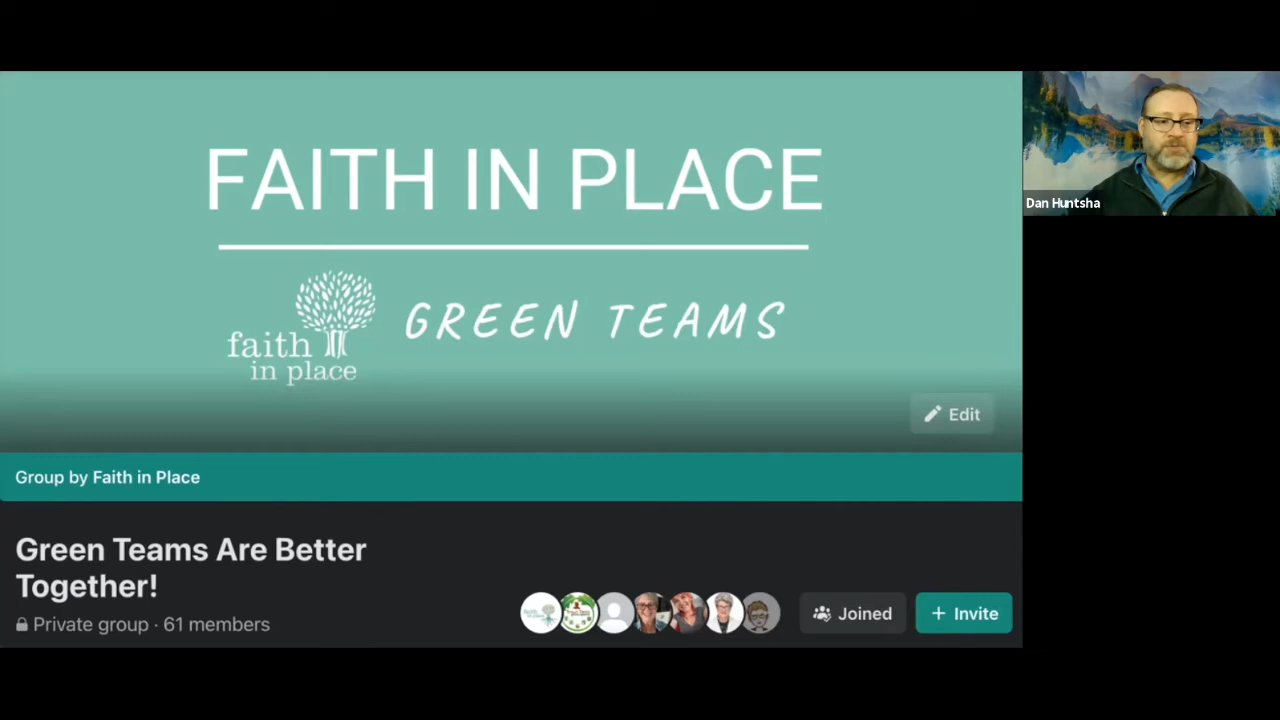 FAITH IN PLACE
faith
in place
GREEN TEAMS
Edit
Group by Faith in Place
Green Teams Are Better
Together!
Private group · 61 members
Joined
+ Invite
Dan Huntsha